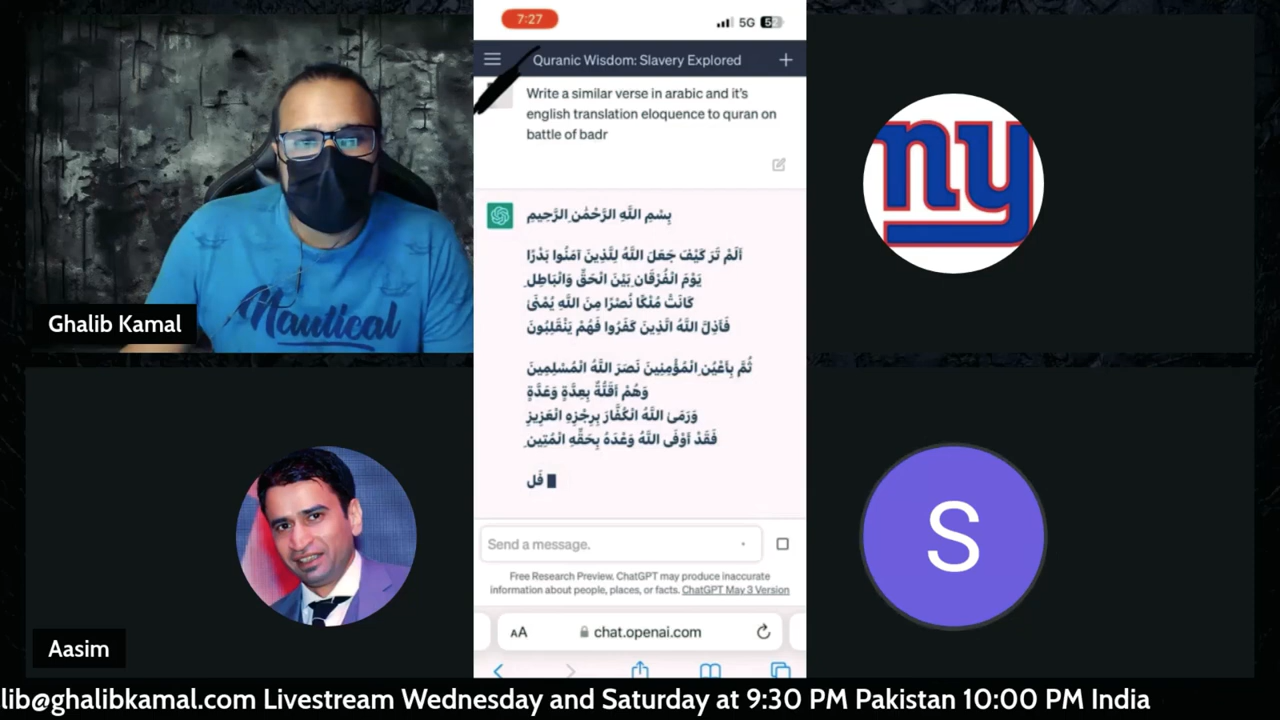 7:27
5G
52
Quranic Wisdom: Slavery Explored
Write a similar verse in arabic and it's
english translation eloquence to quran on
battle of badr
بِسْمِ اللَّهِ الرَّحْمَٰنِ الرَّحِيمِ
أَلَمْ تَرَ كَيْفَ جَعَلَ اللَّهُ لِلَّذِينَ آمَنُوا بَدْرًا
يَوْمَ الْفُرْقَانِ بَيْنَ الْحَقِّ وَالْبَاطِلِ
كَانَتْ مُلْكًا نُصْرًا مِنَ اللَّهِ يُمْنَىٰ
فَأَذِلَّ اللَّهُ الَّذِينَ كَفَرُوا فَهُمْ يَنْقَلِبُونَ
ثُمَّ بِأَعْيُنِ الْمُؤْمِنِينَ نَصَرَ اللَّهُ الْمُسْلِمِينَ
وَهُمْ أَقَلَّةٌ بِعِدَّةٍ وَعَدَّةٍ
وَرَمَى اللَّهُ الْكُفَّارَ بِرِجْزِهِ الْعَزِيزِ
فَقَدْ أَوْفَى اللَّهُ وَعْدَهُ بِحَقِّهِ الْمُتِينِ
فَل
Send a message.
Free Research Preview. ChatGPT may produce inaccurate
information about people, places, or facts. ChatGPT May 3 Version
AA
chat.openai.com
Nautical
Ghalib Kamal
ny
Aasim
S
lib@ghalibkamal.com Livestream Wednesday and Saturday at 9:30 PM Pakistan 10:00 PM India